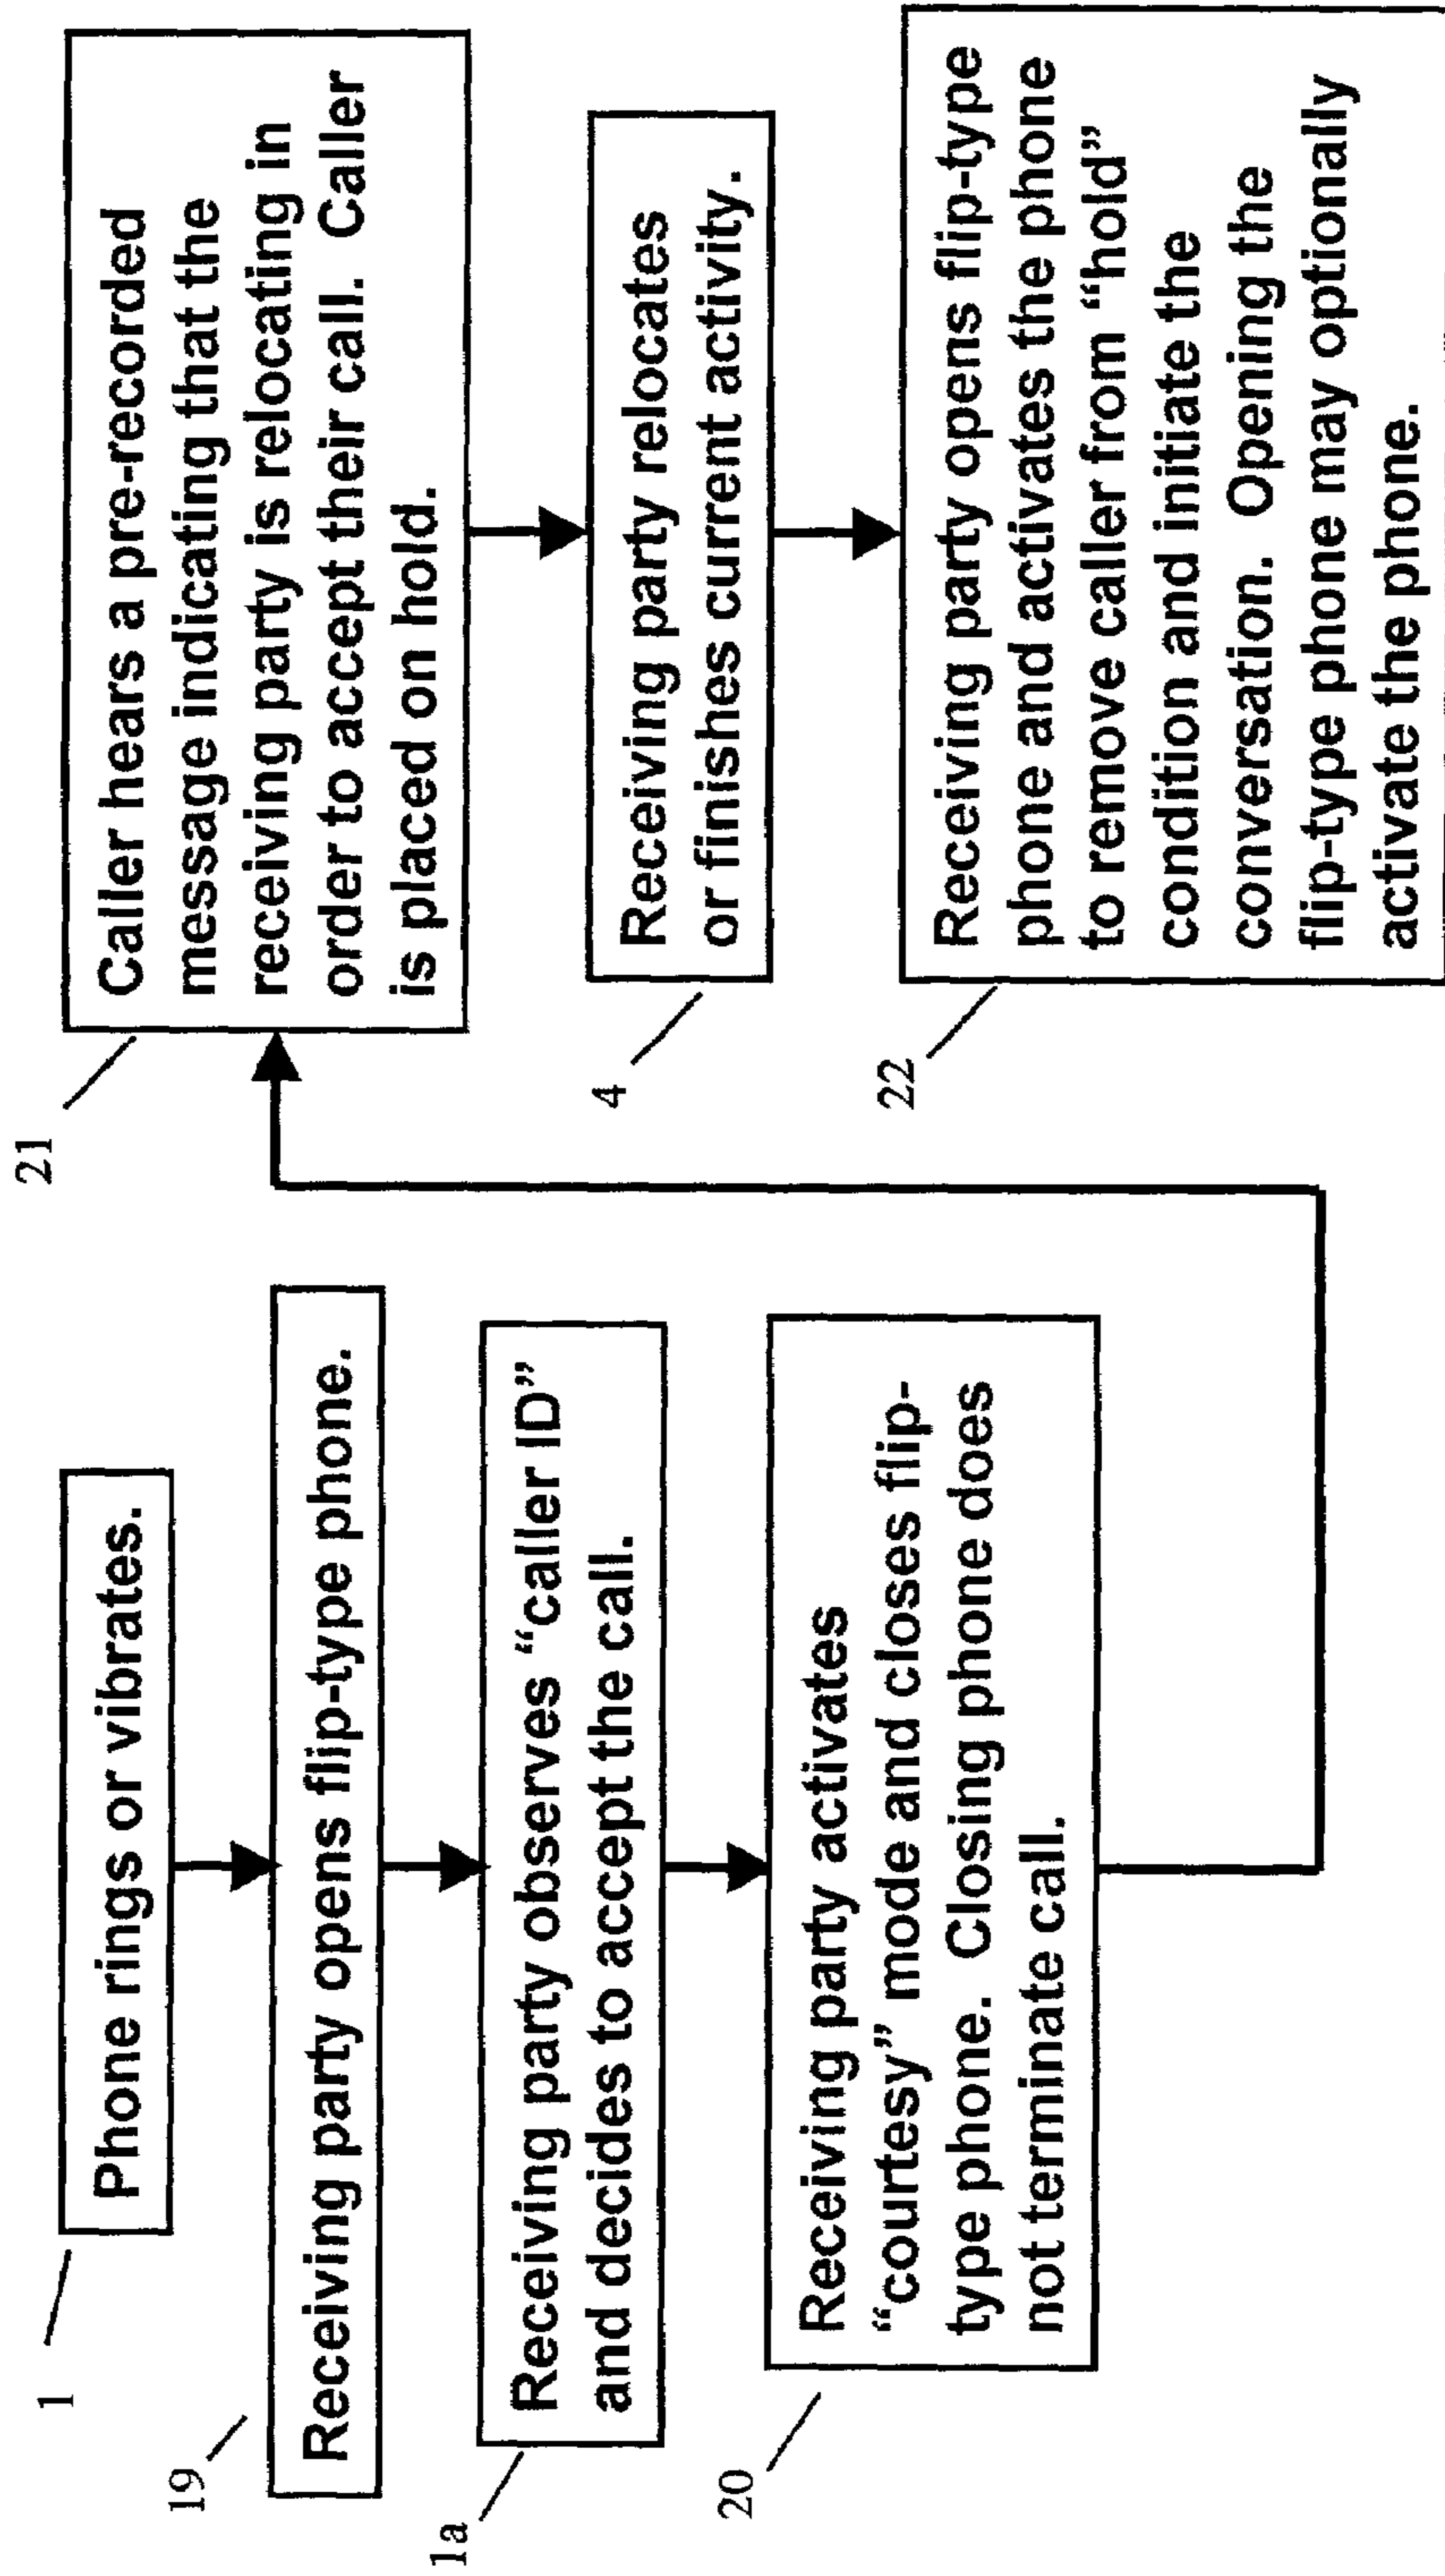 1
Phone rings or vibrates.
19
Receiving party opens flip-type phone.
1a
Receiving party observes “caller ID”
and decides to accept the call.
20
Receiving party activates
“courtesy” mode and closes flip-
type phone. Closing phone does
not terminate call.
21
Caller hears a pre-recorded
message indicating that the
receiving party is relocating in
order to accept their call. Caller
is placed on hold.
4
Receiving party relocates
or finishes current activity.
22
Receiving party opens flip-type
phone and activates the phone
to remove caller from “hold”
condition and initiate the
conversation. Opening the
flip-type phone may optionally
activate the phone.